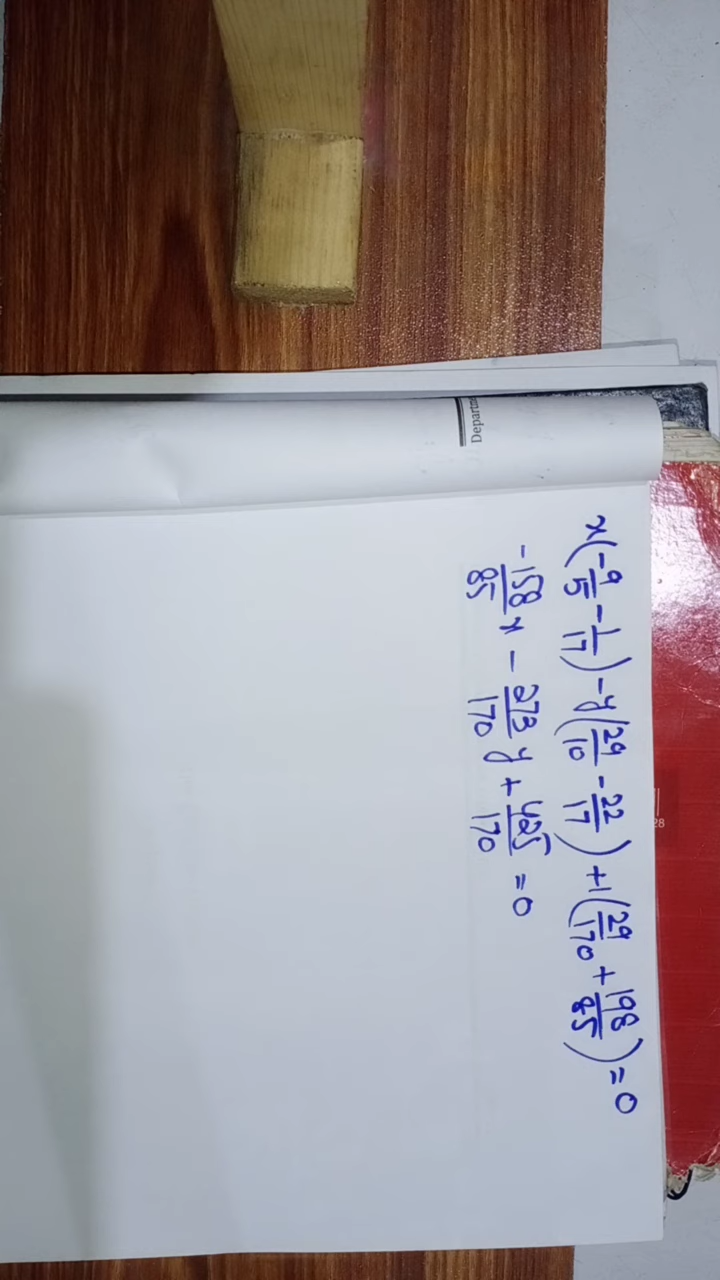 x(-9/5 - 1/17) - y(29/10 - 22/17) + 1(29/170 + 198/85) = 0
-158/85 x - 273/170 y + 425/170 = 0
28